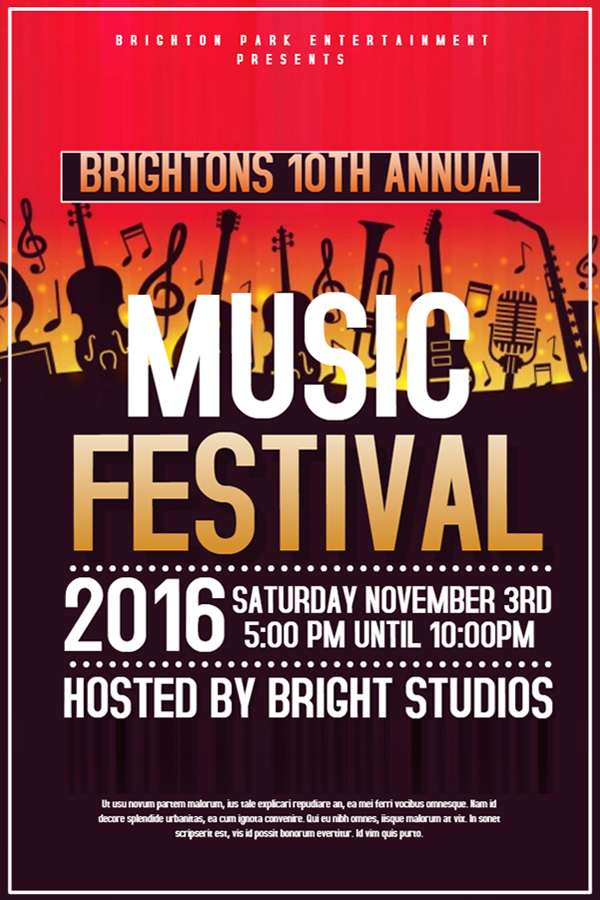 BRIGHTON PARK ENTERTAINMENT
PRESENTS
BRIGHTONS 10TH ANNUAL
MUSIC
FESTIVAL
2016
SATURDAY NOVEMBER 3RD
5:00 PM UNTIL 10:00PM
HOSTED BY BRIGHT STUDIOS
Ut usu novum partem malorum, ius tale explicari repudiare an, ea mei ferri vocibus omnesque. Nam id
decore splendide urbanitas, ea cum ignota convenire. Qui eu nibh omnes, iisque malorum at vix. In sonet
scripserit est, vis id possit bonorum evertitur. Id vim quis purto.